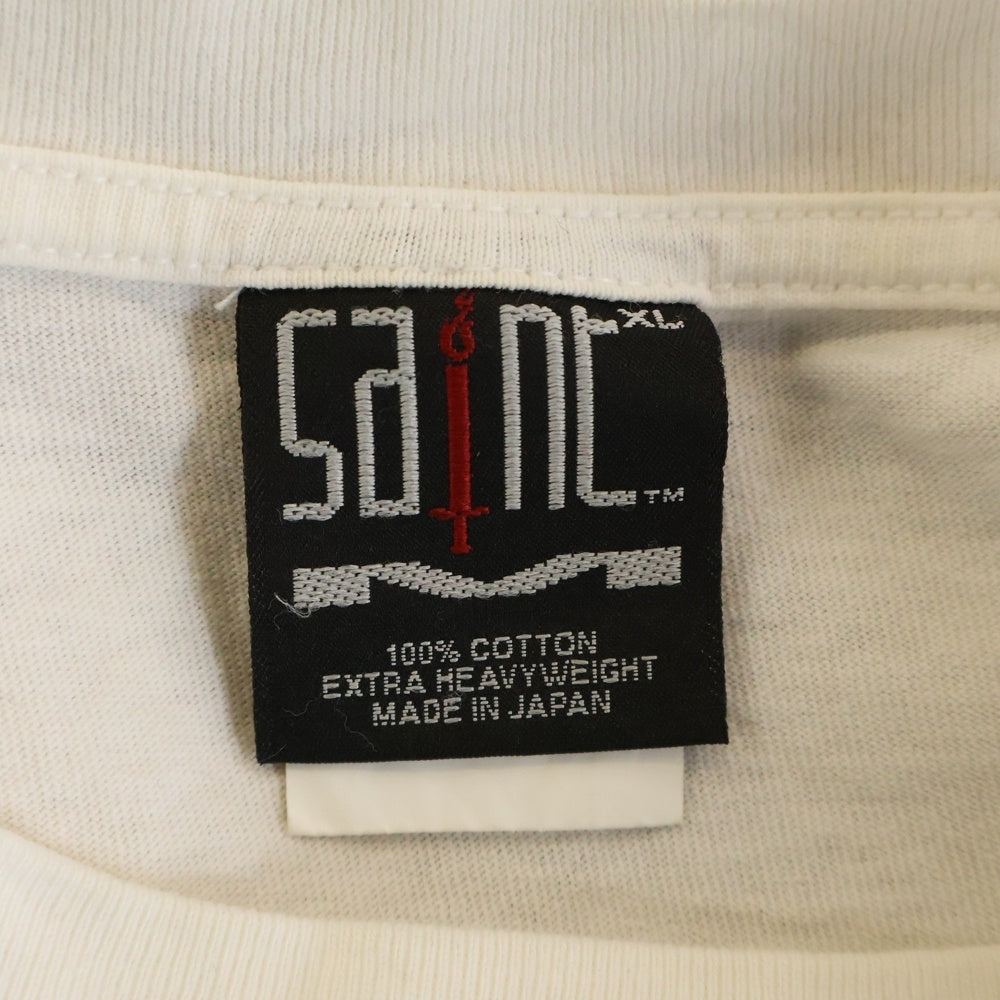 saint XL
TM
M
100% COTTON
EXTRA HEAVYWEIGHT
MADE IN JAPAN